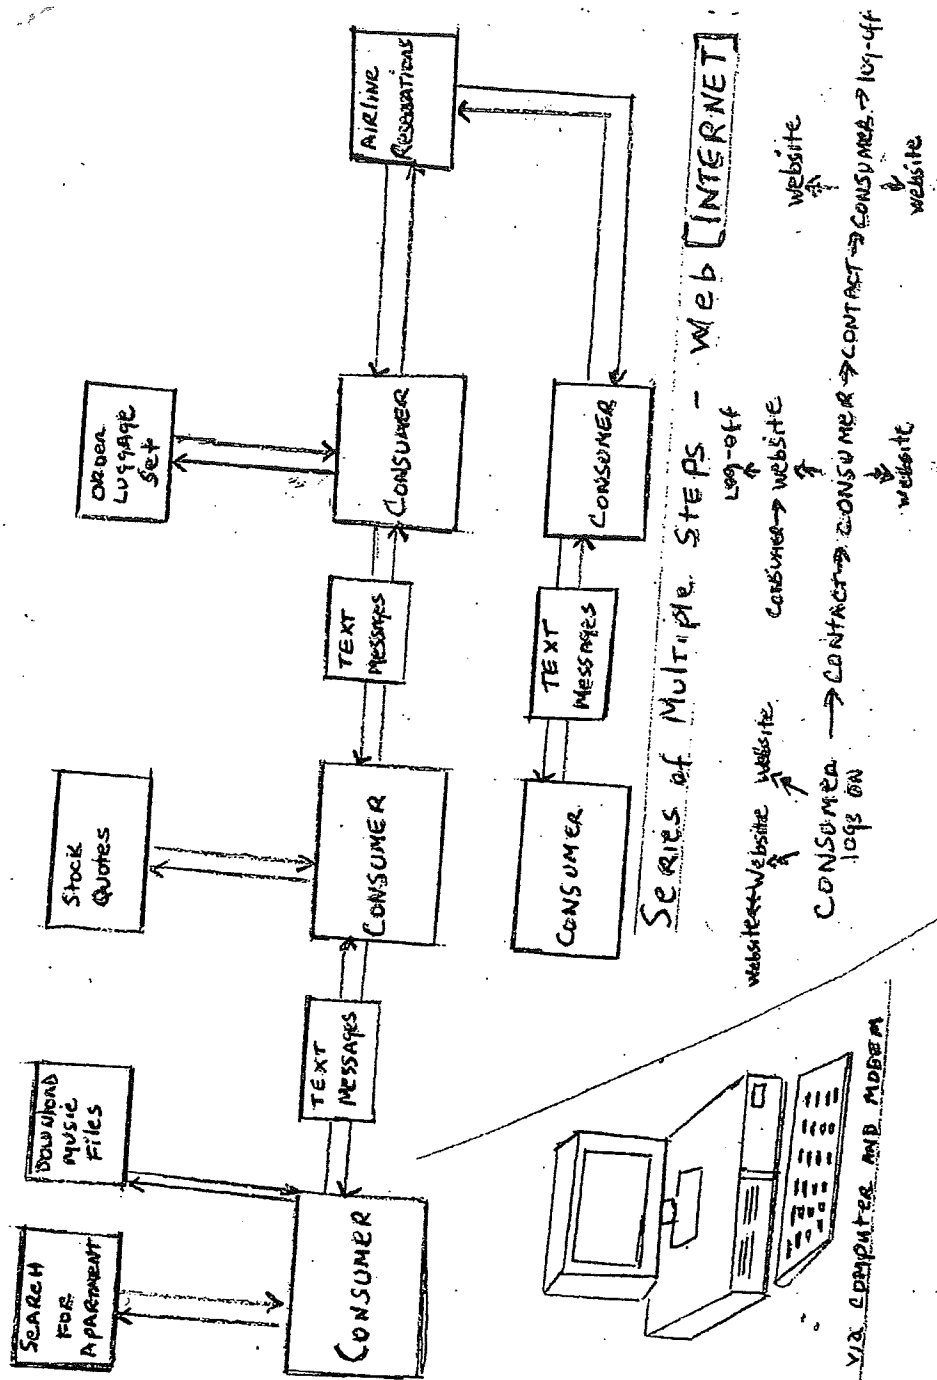 SEARCH
FOR
APARTMENT
DOWNLOAD
MUSIC
Files
Stock
Quotes
ORDER
LUGGAGE
Set
AIRLINE
RESERVATIONS
CONSUMER
TEXT
Messages
CONSUMER
TEXT
Messages
CONSUMER
CONSUMER
TEXT
Messages
CONSUMER
Series of Multiple Steps - Web [INTERNET]
Log-off
Website ← Website Website
CONSUMER → Website
Website
CONSUMER → CONTACT → CONSUMER → CONTACT → CONSUMER → log-off
logs ON
Website
Website
VIA COMPUTER AND MODEM